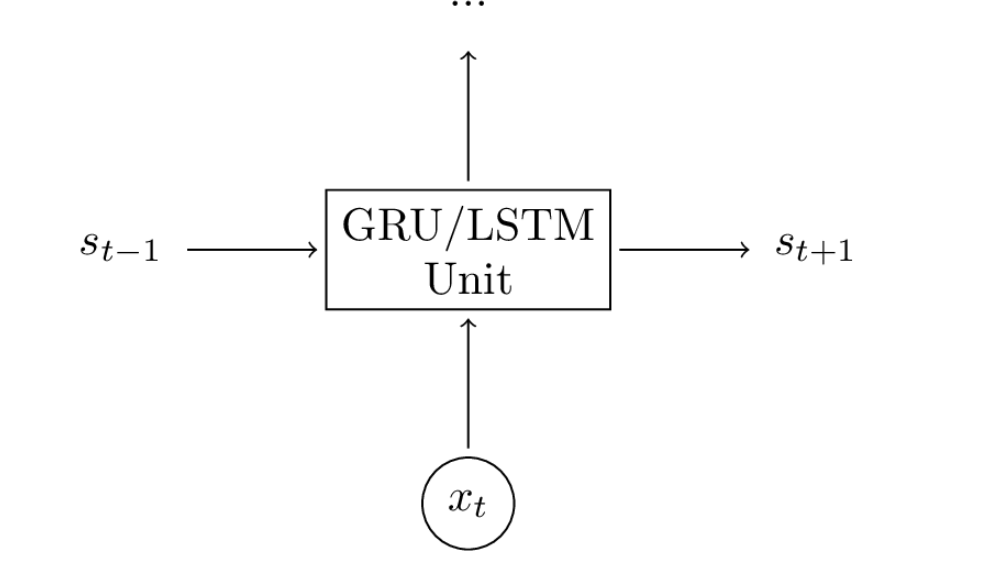 ...
s_{t-1}
GRU/LSTM
Unit
s_{t+1}
x_t